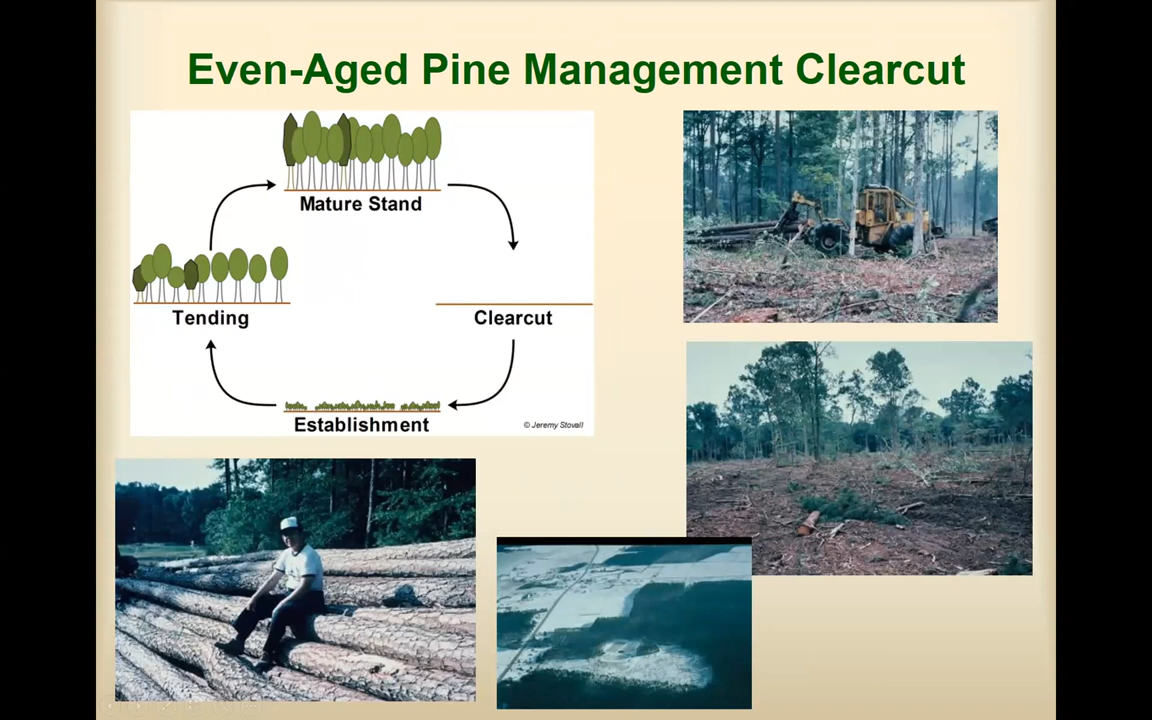 Even-Aged Pine Management Clearcut
Mature Stand
Tending
Clearcut
Establishment
© Jeremy Stovall